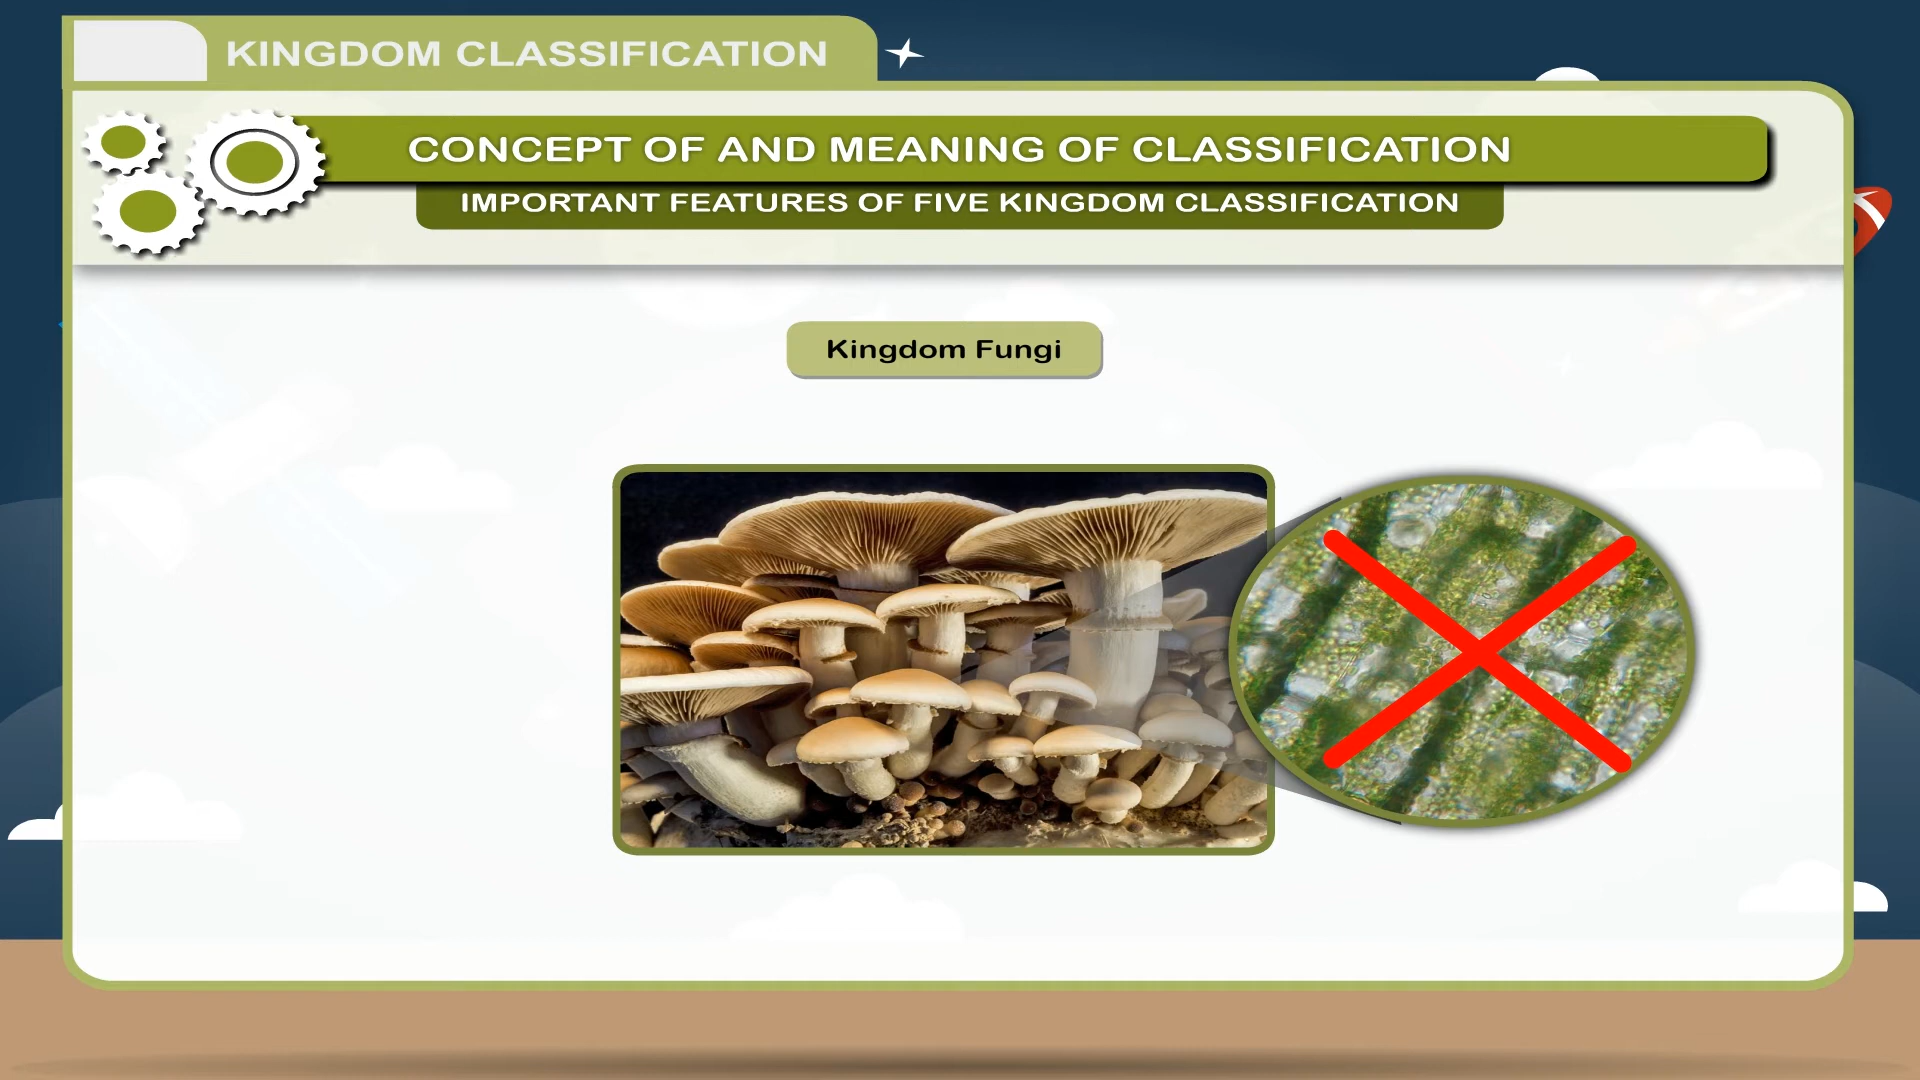 KINGDOM CLASSIFICATION
CONCEPT OF AND MEANING OF CLASSIFICATION
IMPORTANT FEATURES OF FIVE KINGDOM CLASSIFICATION
Kingdom Fungi